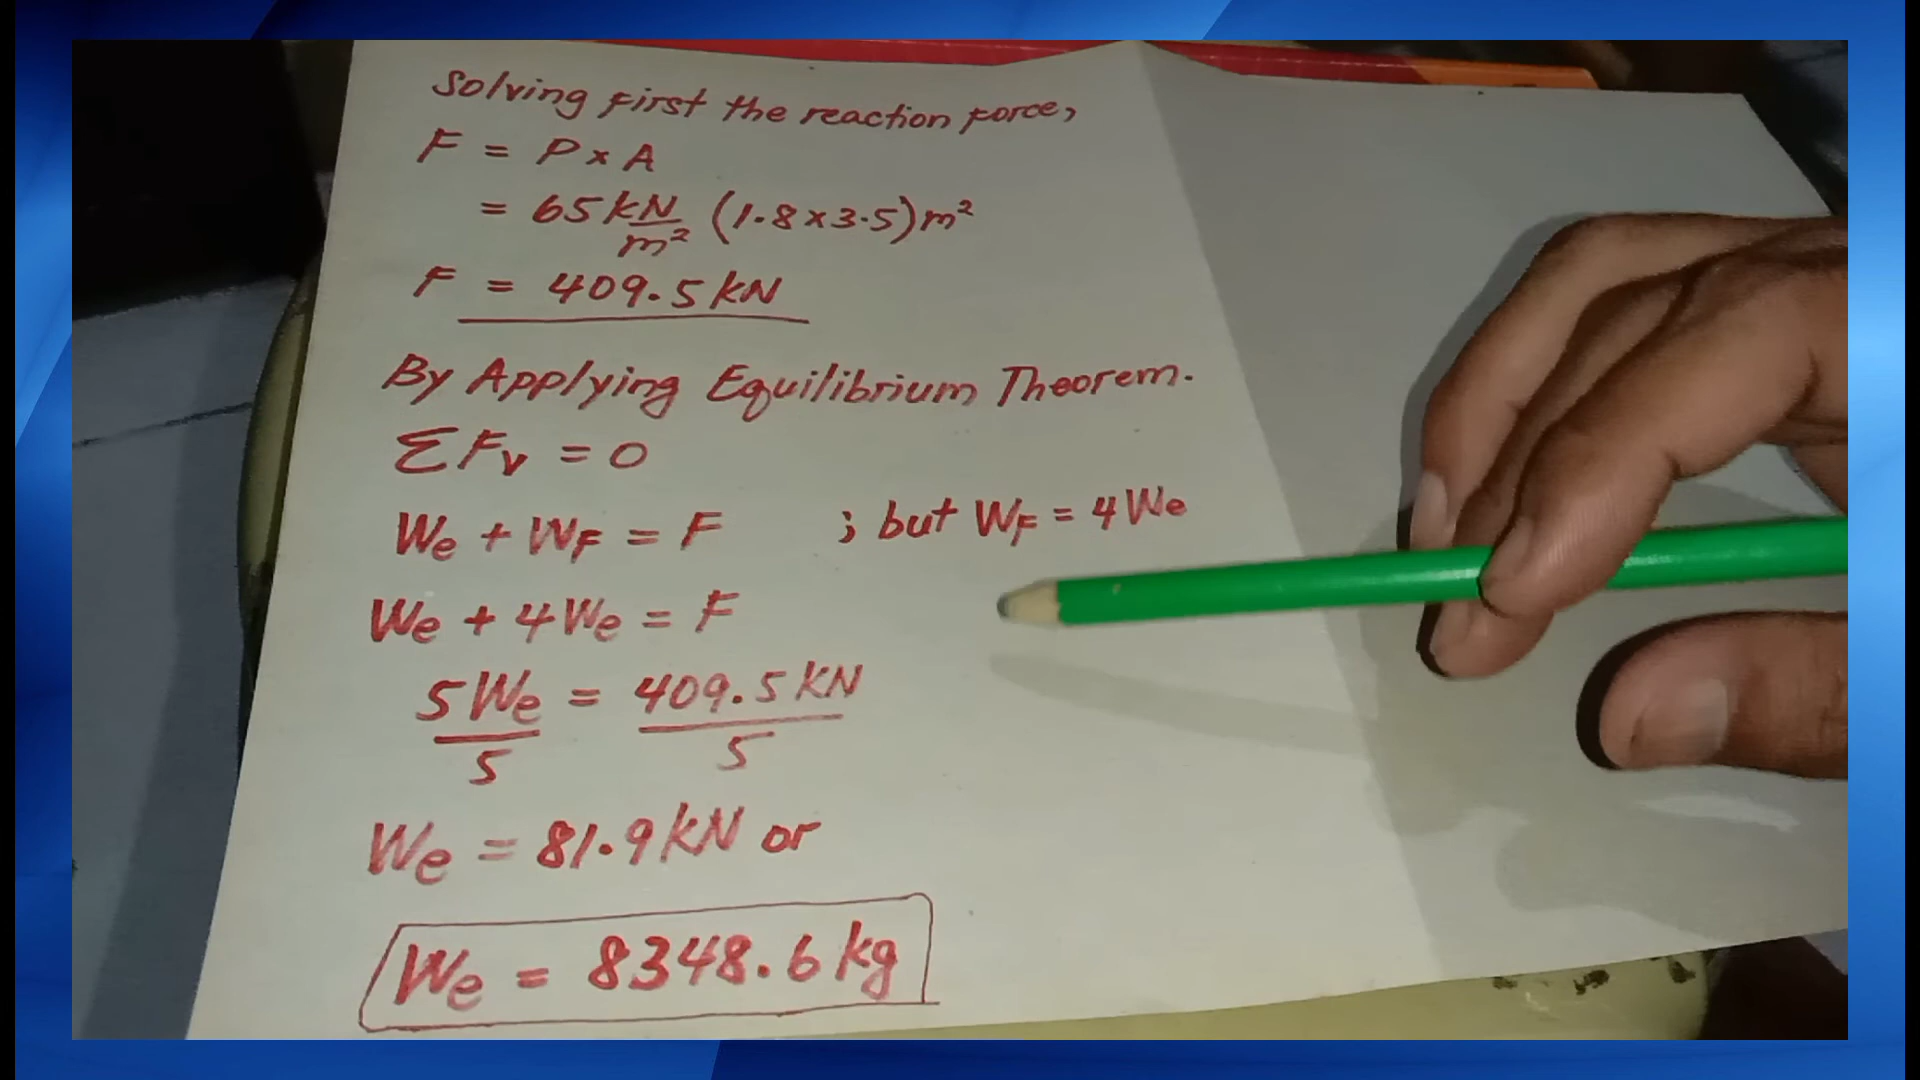 Solving first the reaction force,
F = P x A
= 65 kN/m² (1.8 x 3.5) m²
F = 409.5 kN
By Applying Equilibrium Theorem.
ΣFv = 0
We + WF = F ; but WF = 4We
We + 4We = F
5We/5 = 409.5 kN/5
We = 81.9 kN or
We = 8348.6 kg